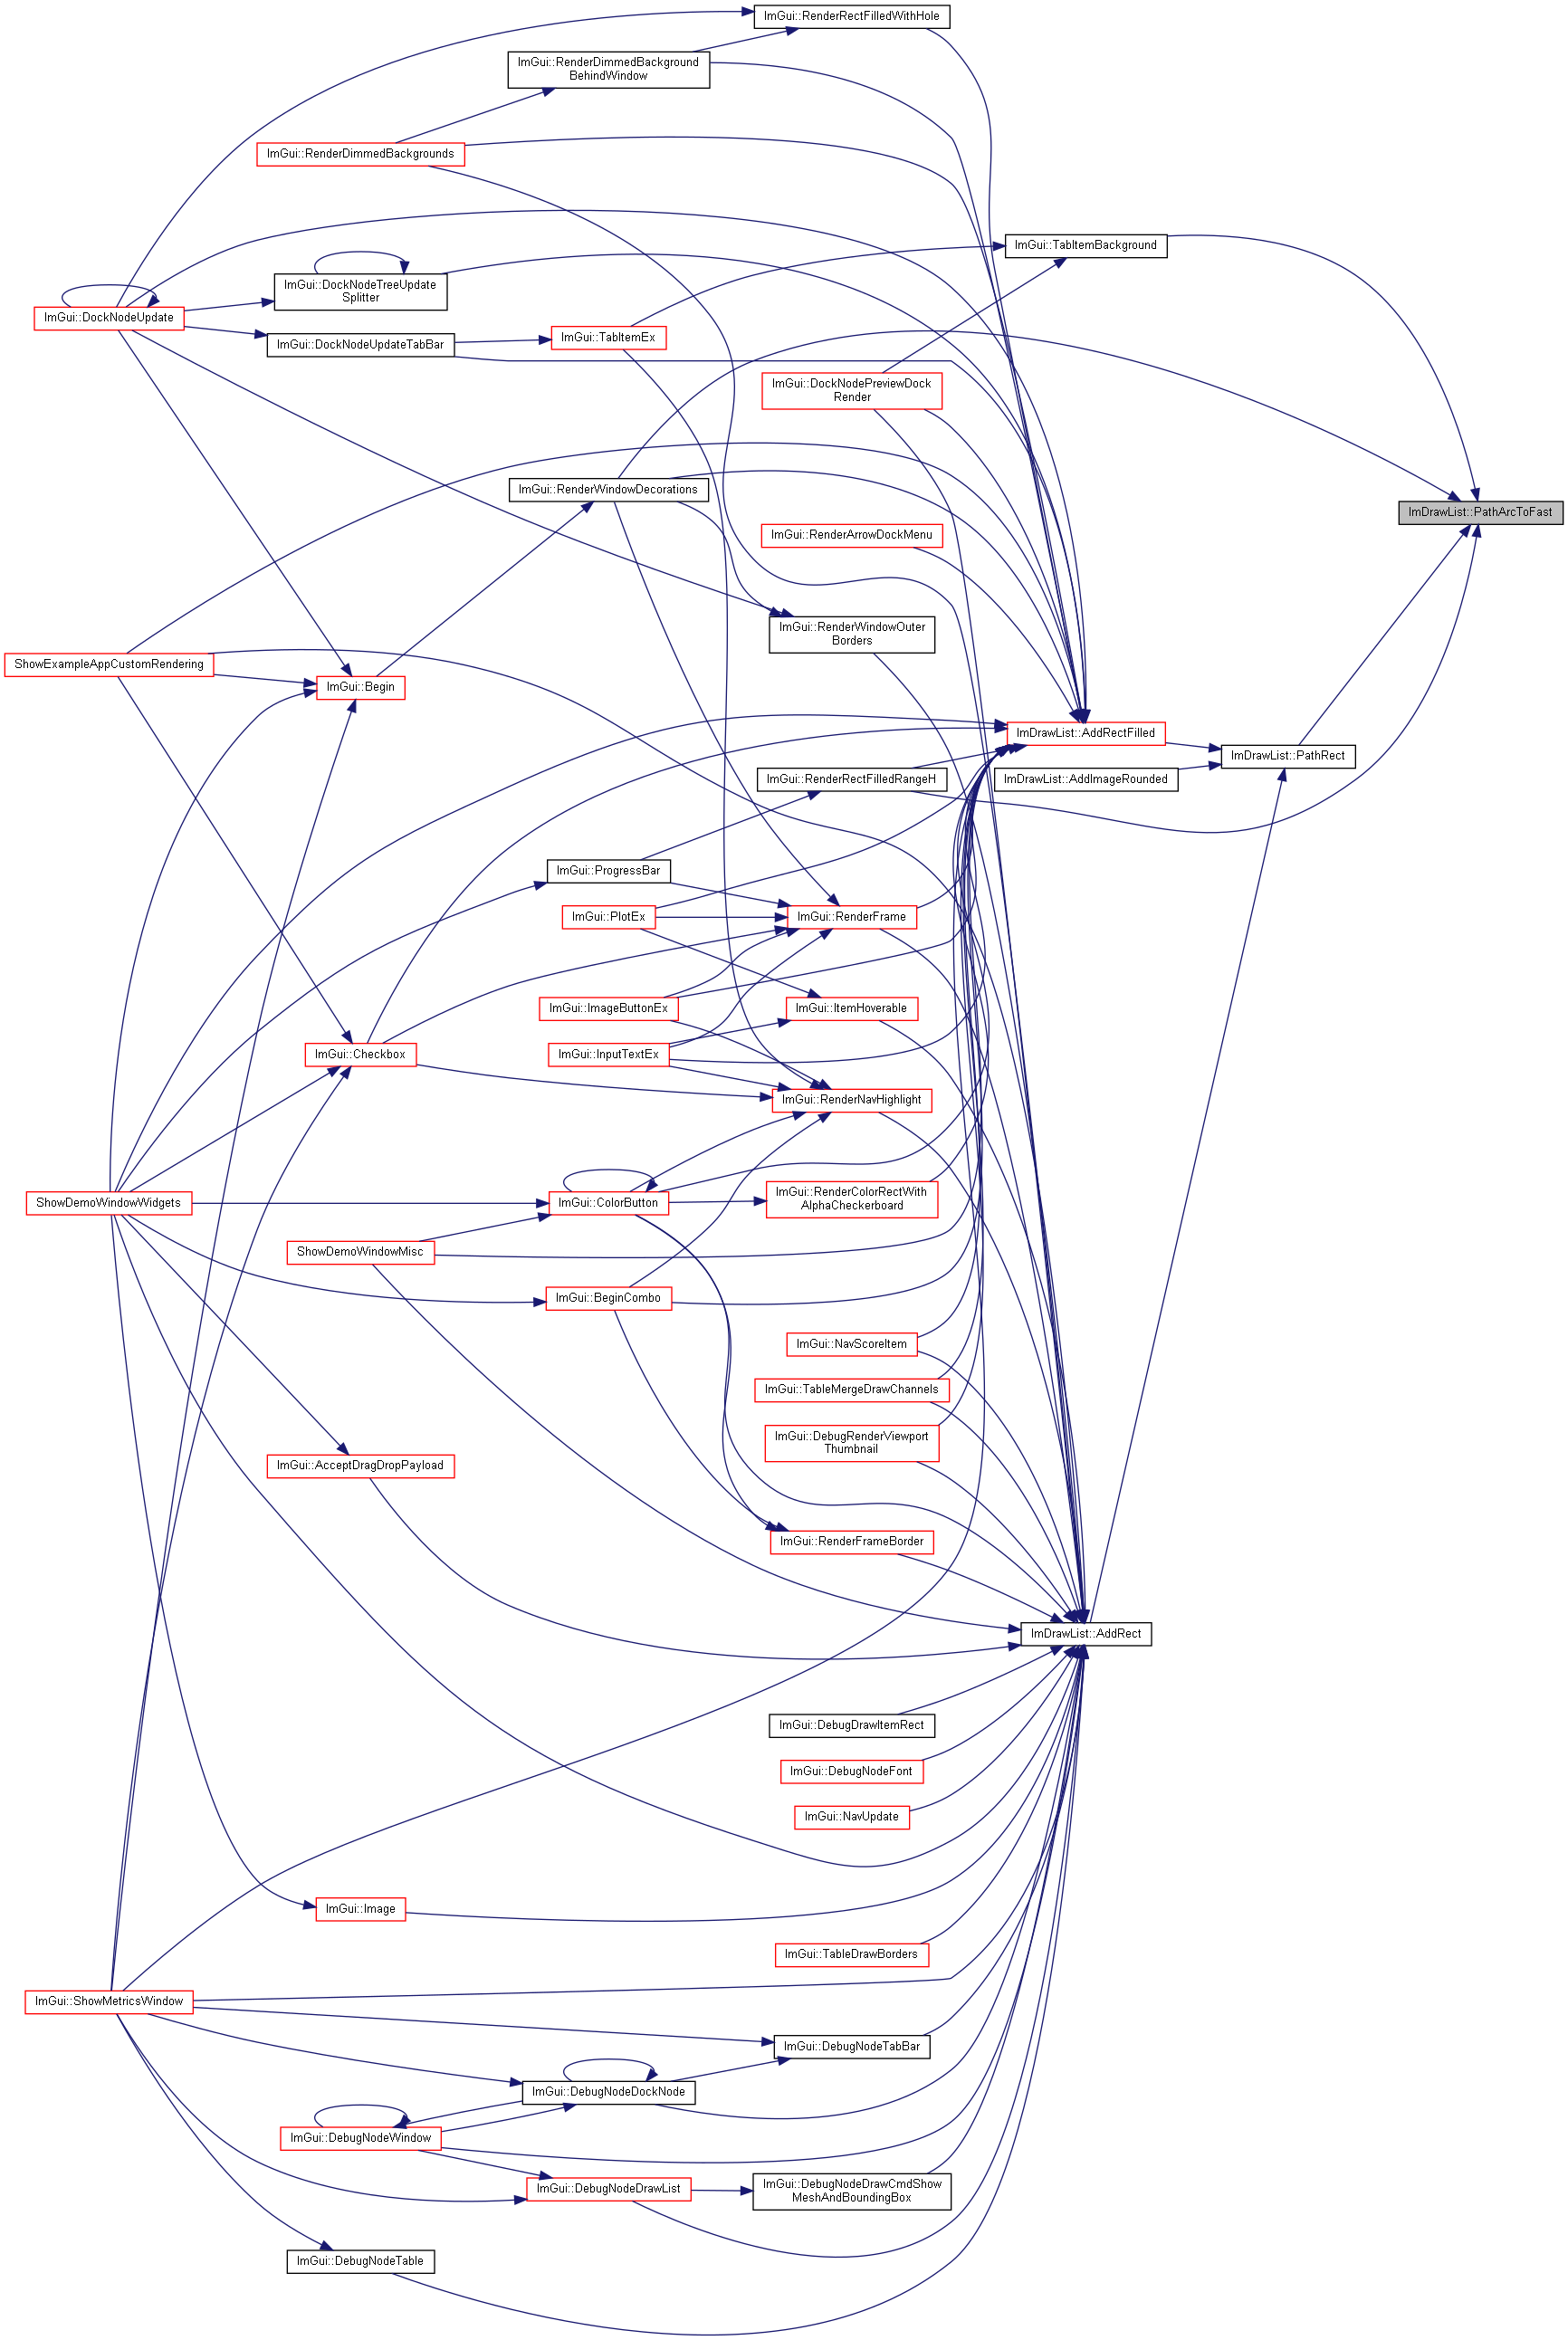 ImGui::RenderRectFilledWithHole
ImGui::RenderDimmedBackground
BehindWindow
ImGui::RenderDimmedBackgrounds
ImGui::TabItemBackground
ImGui::DockNodeTreeUpdate
Splitter
ImGui::DockNodeUpdate
ImGui::DockNodeUpdateTabBar
ImGui::TabItemEx
ImGui::DockNodePreviewDock
Render
ImGui::RenderWindowDecorations
ImDrawList::PathArcToFast
ImGui::RenderArrowDockMenu
ImGui::RenderWindowOuter
Borders
ShowExampleAppCustomRendering
ImGui::Begin
ImDrawList::AddRectFilled
ImDrawList::PathRect
ImGui::RenderRectFilledRangeH
ImDrawList::AddImageRounded
ImGui::ProgressBar
ImGui::PlotEx
ImGui::RenderFrame
ImGui::ImageButtonEx
ImGui::ItemHoverable
ImGui::Checkbox
ImGui::InputTextEx
ImGui::RenderNavHighlight
ShowDemoWindowWidgets
ImGui::ColorButton
ImGui::RenderColorRectWith
AlphaCheckerboard
ShowDemoWindowMisc
ImGui::BeginCombo
ImGui::NavScoreItem
ImGui::TableMergeDrawChannels
ImGui::DebugRenderViewport
Thumbnail
ImGui::AcceptDragDropPayload
ImGui::RenderFrameBorder
ImDrawList::AddRect
ImGui::DebugDrawItemRect
ImGui::DebugNodeFont
ImGui::NavUpdate
ImGui::Image
ImGui::TableDrawBorders
ImGui::ShowMetricsWindow
ImGui::DebugNodeTabBar
ImGui::DebugNodeDockNode
ImGui::DebugNodeWindow
ImGui::DebugNodeDrawList
ImGui::DebugNodeDrawCmdShow
MeshAndBoundingBox
ImGui::DebugNodeTable